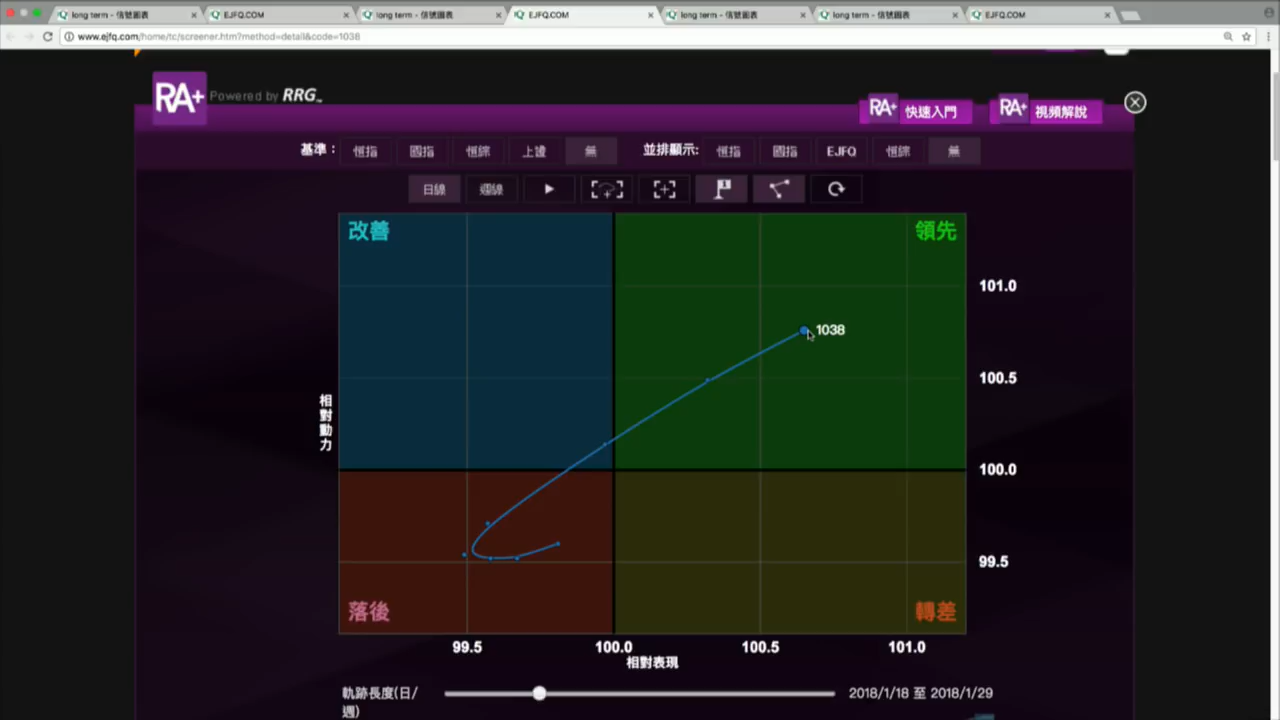 long term - 信號圖表
EJFQ.COM
long term - 信號圖表
EJFQ.COM
long term - 信號圖表
long term - 信號圖表
EJFQ.COM
www.ejfq.com/home/tc/screener.htm?method=detail&code=1038
RA+ Powered by RRG
RA+ 快速入門
RA+ 視頻解說
基準： 恒指 國指 恒綜 上證 無 並排顯示: 恒指 國指 EJFQ 恒綜 無
日線 週線
改善
領先
101.0
1038
100.5
相對動力
100.0
99.5
落後
轉差
99.5 100.0 100.5 101.0
相對表現
軌跡長度(日/
週)
2018/1/18 至 2018/1/29